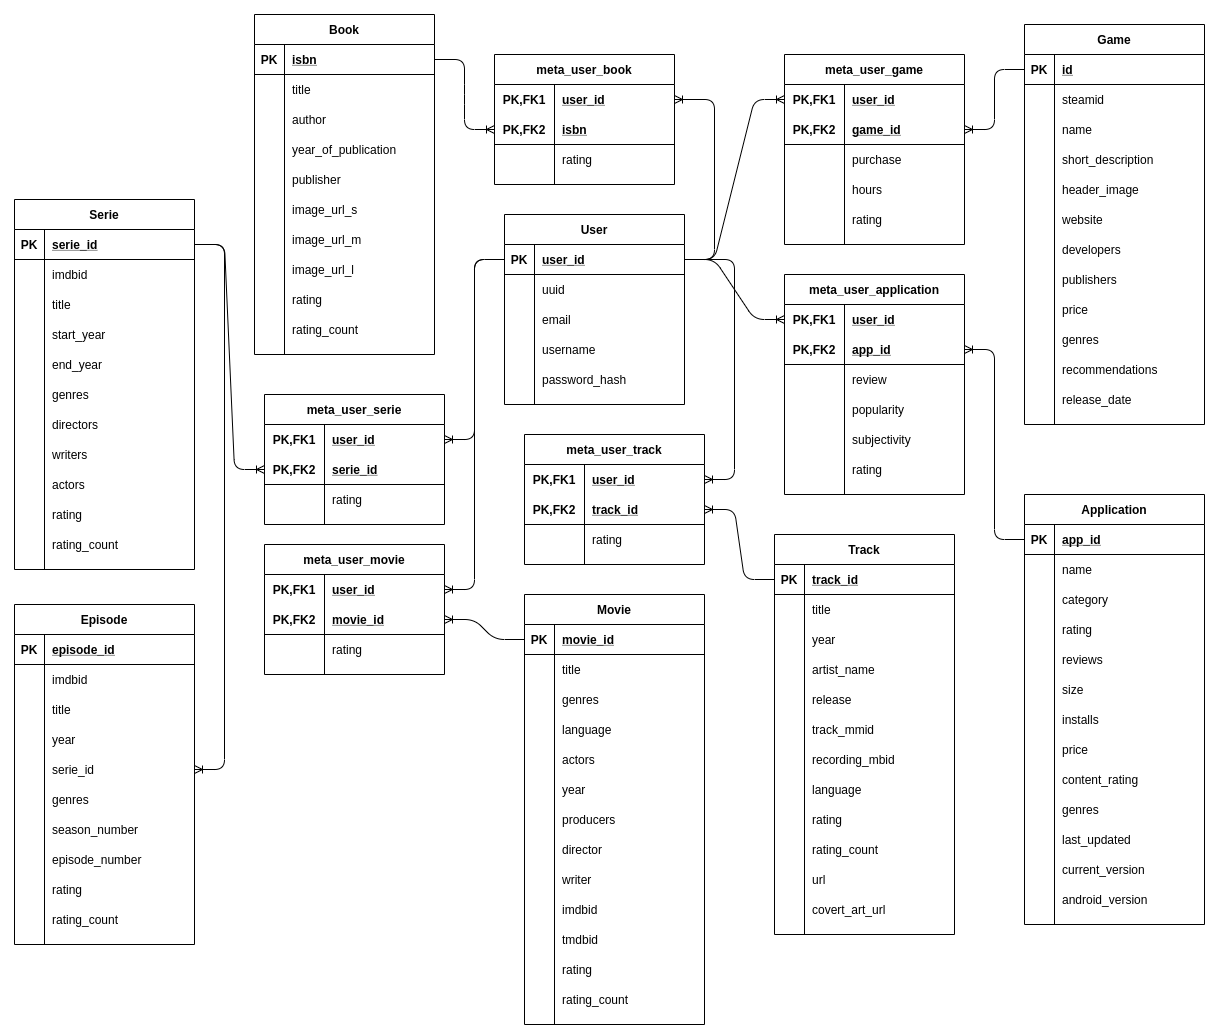 Book
PK isbn
title
author
year_of_publication
publisher
image_url_s
image_url_m
image_url_l
rating
rating_count
meta_user_book
PK,FK1 user_id
PK,FK2 isbn
rating
meta_user_game
PK,FK1 user_id
PK,FK2 game_id
purchase
hours
rating
Game
PK id
steamid
name
short_description
header_image
website
developers
publishers
price
genres
recommendations
release_date
Serie
PK serie_id
imdbid
title
start_year
end_year
genres
directors
writers
actors
rating
rating_count
User
PK user_id
uuid
email
username
password_hash
meta_user_application
PK,FK1 user_id
PK,FK2 app_id
review
popularity
subjectivity
rating
meta_user_serie
PK,FK1 user_id
PK,FK2 serie_id
rating
meta_user_track
PK,FK1 user_id
PK,FK2 track_id
rating
Application
PK app_id
name
category
rating
reviews
size
installs
price
content_rating
genres
last_updated
current_version
android_version
meta_user_movie
PK,FK1 user_id
PK,FK2 movie_id
rating
Track
PK track_id
title
year
artist_name
release
track_mmid
recording_mbid
language
rating
rating_count
url
covert_art_url
Episode
PK episode_id
imdbid
title
year
serie_id
genres
season_number
episode_number
rating
rating_count
Movie
PK movie_id
title
genres
language
actors
year
producers
director
writer
imdbid
tmdbid
rating
rating_count